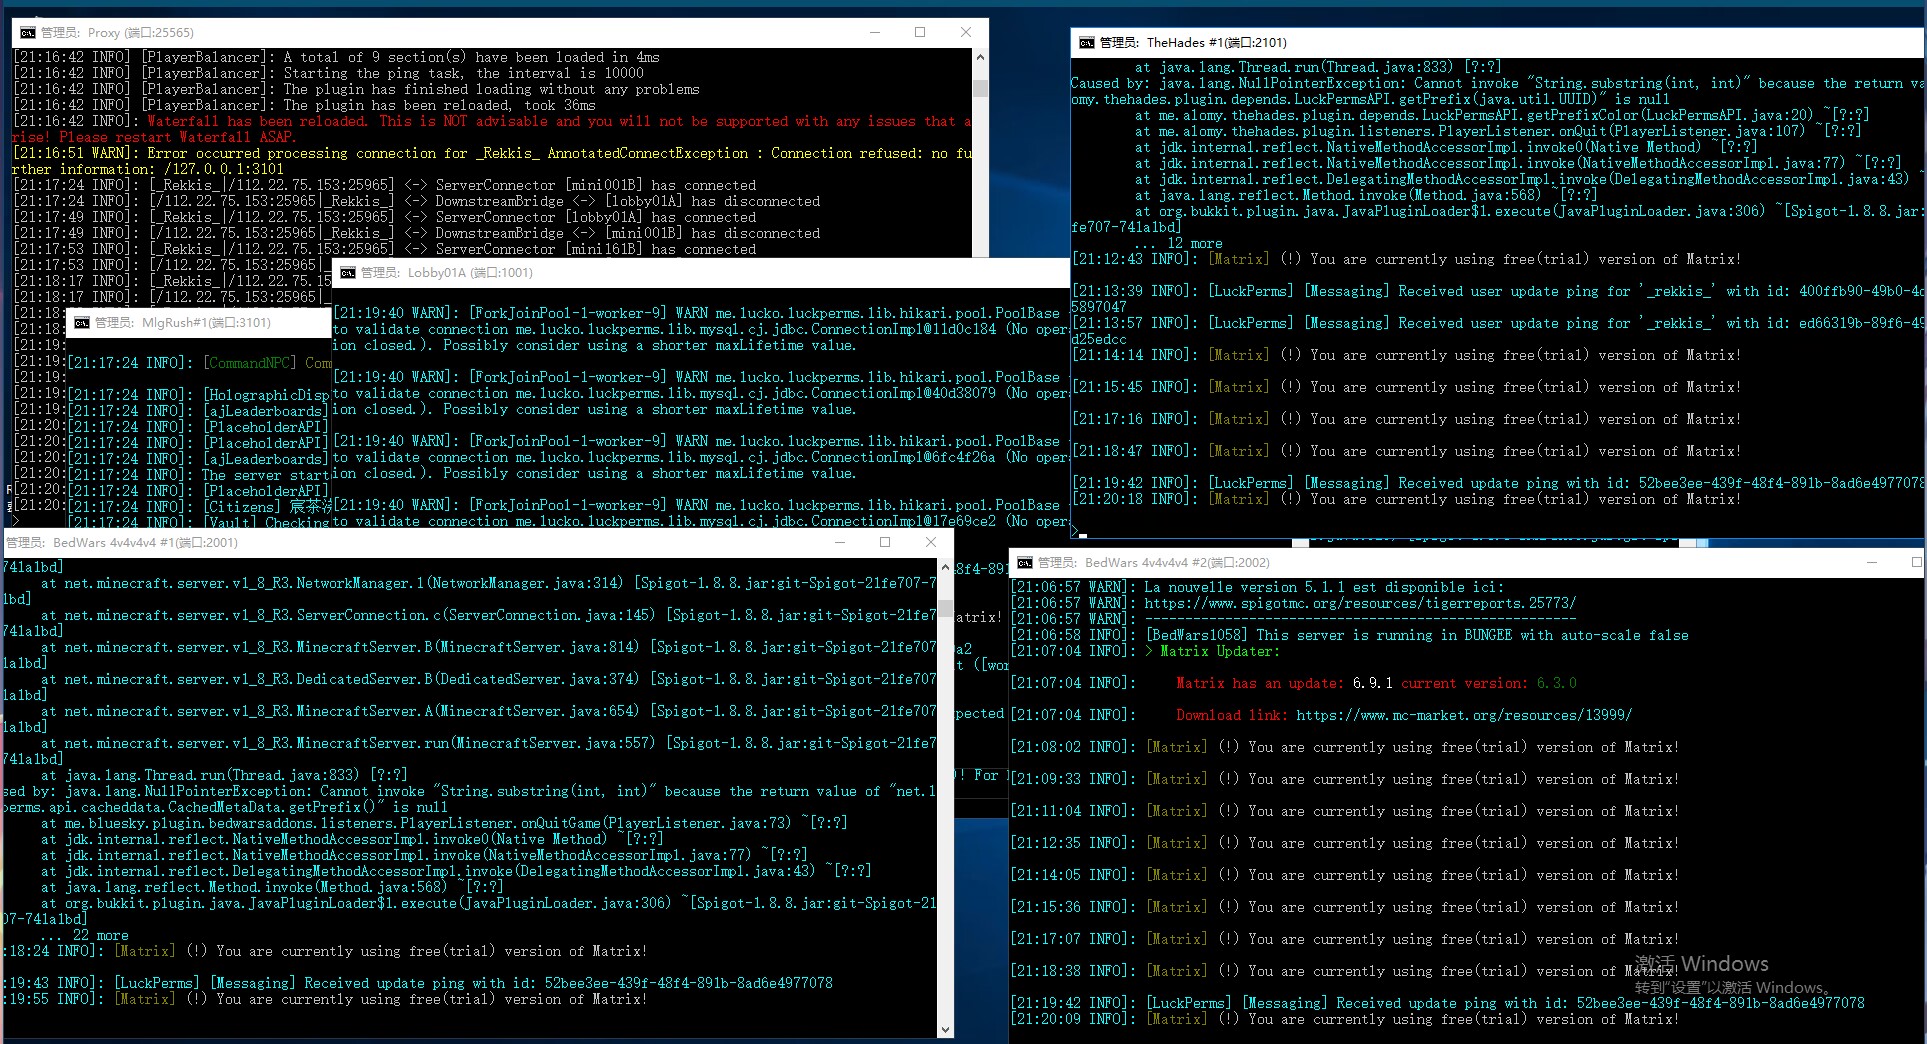 管理员: Proxy (端口:25565)
[21:16:42 INFO] [PlayerBalancer]: A total of 9 section(s) have been loaded in 4ms
[21:16:42 INFO] [PlayerBalancer]: Starting the ping task, the interval is 10000
[21:16:42 INFO] [PlayerBalancer]: The plugin has finished loading without any problems
[21:16:42 INFO] [PlayerBalancer]: The plugin has been reloaded, took 36ms
[21:16:42 INFO]: Waterfall has been reloaded. This is NOT advisable and you will not be supported with any issues that a
rise! Please restart Waterfall ASAP.
[21:16:51 WARN]: Error occurred processing connection for _Rekkis_ AnnotatedConnectException : Connection refused: no fu
rther information: /127.0.0.1:3101
[21:17:24 INFO]: [_Rekkis_|/112.22.75.153:25965] <-> ServerConnector [mini001B] has connected
[21:17:24 INFO]: [/112.22.75.153:25965|_Rekkis_] <-> DownstreamBridge <-> [lobby01A] has disconnected
[21:17:49 INFO]: [_Rekkis_|/112.22.75.153:25965] <-> ServerConnector [lobby01A] has connected
[21:17:49 INFO]: [/112.22.75.153:25965|_Rekkis_] <-> DownstreamBridge <-> [mini001B] has disconnected
[21:17:53 INFO]: [_Rekkis_|/112.22.75.153:25965] <-> ServerConnector [mini161B] has connected
[21:17:53 INFO]: [/112.22.75.153:25965|_
[21:18:17 INFO]: [_Rekkis_|/112.22.75.15
[21:18:17 INFO]: [/112.22.75.153:25965|_
[21:18:
[21:18:
[21:19:
[21:19:
[21:19:
[21:19:
[21:19:
[21:20:
[21:20:
[21:20:
[21:20:
[21:20:
[21:20:
>
管理员: MlgRush#1(端口:3101)
[21:17:24 INFO]: [CommandNPC] Com
[21:17:24 INFO]: [HolographicDisp
[21:17:24 INFO]: [ajLeaderboards]
[21:17:24 INFO]: [PlaceholderAPI]
[21:17:24 INFO]: [PlaceholderAPI]
[21:17:24 INFO]: [ajLeaderboards]
[21:17:24 INFO]: The server start
[21:17:24 INFO]: [PlaceholderAPI]
[21:17:24 INFO]: [Citizens] 宸茶
[21:17:24 INFO]: [Vault] Checking
管理员: Lobby01A (端口:1001)
[21:19:40 WARN]: [ForkJoinPool-1-worker-9] WARN me.lucko.luckperms.lib.hikari.pool.PoolBase
to validate connection me.lucko.luckperms.lib.mysql.cj.jdbc.ConnectionImpl@11d0c184 (No oper
ion closed.). Possibly consider using a shorter maxLifetime value.
[21:19:40 WARN]: [ForkJoinPool-1-worker-9] WARN me.lucko.luckperms.lib.hikari.pool.PoolBase
to validate connection me.lucko.luckperms.lib.mysql.cj.jdbc.ConnectionImpl@40d38079 (No oper
ion closed.). Possibly consider using a shorter maxLifetime value.
[21:19:40 WARN]: [ForkJoinPool-1-worker-9] WARN me.lucko.luckperms.lib.hikari.pool.PoolBase
to validate connection me.lucko.luckperms.lib.mysql.cj.jdbc.ConnectionImpl@6fc4f26a (No oper
ion closed.). Possibly consider using a shorter maxLifetime value.
[21:19:40 WARN]: [ForkJoinPool-1-worker-9] WARN me.lucko.luckperms.lib.hikari.pool.PoolBase
to validate connection me.lucko.luckperms.lib.mysql.cj.jdbc.ConnectionImpl@17e69ce2 (No oper
管理员: TheHades #1(端口:2101)
at java.lang.Thread.run(Thread.java:833) [?:?]
Caused by: java.lang.NullPointerException: Cannot invoke "String.substring(int, int)" because the return va
omy.thehades.plugin.depends.LuckPermsAPI.getPrefix(java.util.UUID)" is null
at me.alomy.thehades.plugin.depends.LuckPermsAPI.getPrefixColor(LuckPermsAPI.java:20) ~[?:?]
at me.alomy.thehades.plugin.listeners.PlayerListener.onQuit(PlayerListener.java:107) ~[?:?]
at jdk.internal.reflect.NativeMethodAccessorImpl.invoke0(Native Method) ~[?:?]
at jdk.internal.reflect.NativeMethodAccessorImpl.invoke(NativeMethodAccessorImpl.java:77) ~[?:?]
at jdk.internal.reflect.DelegatingMethodAccessorImpl.invoke(DelegatingMethodAccessorImpl.java:43) ~
at java.lang.reflect.Method.invoke(Method.java:568) ~[?:?]
at org.bukkit.plugin.java.JavaPluginLoader$1.execute(JavaPluginLoader.java:306) ~[Spigot-1.8.8.jar:
fe707-741a1bd]
... 12 more
[21:12:43 INFO]: [Matrix] (!) You are currently using free(trial) version of Matrix!
[21:13:39 INFO]: [LuckPerms] [Messaging] Received user update ping for '_rekkis_' with id: 400ffb90-49b0-4c
5897047
[21:13:57 INFO]: [LuckPerms] [Messaging] Received user update ping for '_rekkis_' with id: ed66319b-89f6-49
d25edcc
[21:14:14 INFO]: [Matrix] (!) You are currently using free(trial) version of Matrix!
[21:15:45 INFO]: [Matrix] (!) You are currently using free(trial) version of Matrix!
[21:17:16 INFO]: [Matrix] (!) You are currently using free(trial) version of Matrix!
[21:18:47 INFO]: [Matrix] (!) You are currently using free(trial) version of Matrix!
[21:19:42 INFO]: [LuckPerms] [Messaging] Received update ping with id: 52bee3ee-439f-48f4-891b-8ad6e4977078
[21:20:18 INFO]: [Matrix] (!) You are currently using free(trial) version of Matrix!
>
管理员: BedWars 4v4v4v4 #1(端口:2001)
741a1bd]
at net.minecraft.server.v1_8_R3.NetworkManager.l(NetworkManager.java:314) [Spigot-1.8.8.jar:git-Spigot-21fe707-7
1bd]
at net.minecraft.server.v1_8_R3.ServerConnection.c(ServerConnection.java:145) [Spigot-1.8.8.jar:git-Spigot-21fe7
741a1bd]
at net.minecraft.server.v1_8_R3.MinecraftServer.B(MinecraftServer.java:814) [Spigot-1.8.8.jar:git-Spigot-21fe707
1a1bd]
at net.minecraft.server.v1_8_R3.DedicatedServer.B(DedicatedServer.java:374) [Spigot-1.8.8.jar:git-Spigot-21fe707
1a1bd]
at net.minecraft.server.v1_8_R3.MinecraftServer.A(MinecraftServer.java:654) [Spigot-1.8.8.jar:git-Spigot-21fe707
1a1bd]
at net.minecraft.server.v1_8_R3.MinecraftServer.run(MinecraftServer.java:557) [Spigot-1.8.8.jar:git-Spigot-21fe7
741a1bd]
at java.lang.Thread.run(Thread.java:833) [?:?]
sed by: java.lang.NullPointerException: Cannot invoke "String.substring(int, int)" because the return value of "net.l
perms.api.cacheddata.CachedMetaData.getPrefix()" is null
at me.bluesky.plugin.bedwarsaddons.listeners.PlayerListener.onQuitGame(PlayerListener.java:73) ~[?:?]
at jdk.internal.reflect.NativeMethodAccessorImpl.invoke0(Native Method) ~[?:?]
at jdk.internal.reflect.NativeMethodAccessorImpl.invoke(NativeMethodAccessorImpl.java:77) ~[?:?]
at jdk.internal.reflect.DelegatingMethodAccessorImpl.invoke(DelegatingMethodAccessorImpl.java:43) ~[?:?]
at java.lang.reflect.Method.invoke(Method.java:568) ~[?:?]
at org.bukkit.plugin.java.JavaPluginLoader$1.execute(JavaPluginLoader.java:306) ~[Spigot-1.8.8.jar:git-Spigot-21
07-741a1bd]
... 22 more
:18:24 INFO]: [Matrix] (!) You are currently using free(trial) version of Matrix!
:19:43 INFO]: [LuckPerms] [Messaging] Received update ping with id: 52bee3ee-439f-48f4-891b-8ad6e4977078
:19:55 INFO]: [Matrix] (!) You are currently using free(trial) version of Matrix!
8f4-891
atrix!
0a2
t ([wor
xpected
)! For
管理员: BedWars 4v4v4v4 #2(端口:2002)
[21:06:57 WARN]: La nouvelle version 5.1.1 est disponible ici:
[21:06:57 WARN]: https://www.spigotmc.org/resources/tigerreports.25773/
[21:06:57 WARN]: ------------------------------------------------------
[21:06:58 INFO]: [BedWars1058] This server is running in BUNGEE with auto-scale false
[21:07:04 INFO]: > Matrix Updater:
[21:07:04 INFO]: Matrix has an update: 6.9.1 current version: 6.3.0
[21:07:04 INFO]: Download link: https://www.mc-market.org/resources/13999/
[21:08:02 INFO]: [Matrix] (!) You are currently using free(trial) version of Matrix!
[21:09:33 INFO]: [Matrix] (!) You are currently using free(trial) version of Matrix!
[21:11:04 INFO]: [Matrix] (!) You are currently using free(trial) version of Matrix!
[21:12:35 INFO]: [Matrix] (!) You are currently using free(trial) version of Matrix!
[21:14:05 INFO]: [Matrix] (!) You are currently using free(trial) version of Matrix!
[21:15:36 INFO]: [Matrix] (!) You are currently using free(trial) version of Matrix!
[21:17:07 INFO]: [Matrix] (!) You are currently using free(trial) version of Matrix!
[21:18:38 INFO]: [Matrix] (!) You are currently using free(trial) version of Matrix!
[21:19:42 INFO]: [LuckPerms] [Messaging] Received update ping with id: 52bee3ee-439f-48f4-891b-8ad6e4977078
[21:20:09 INFO]: [Matrix] (!) You are currently using free(trial) version of Matrix!
激活 Windows
转到"设置"以激活 Windows。